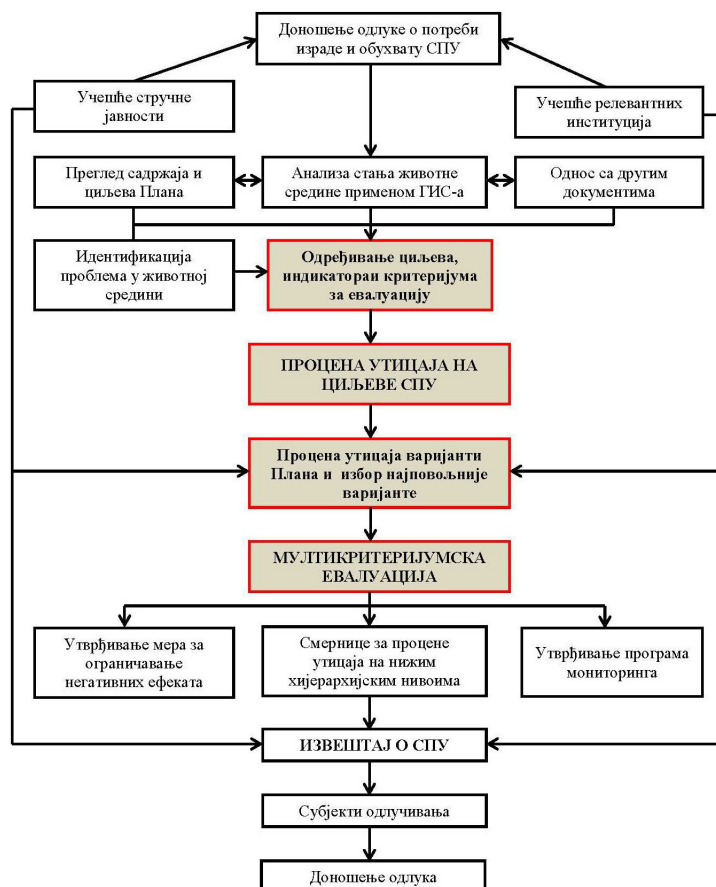 Доношење одлуке о потреби
израде и обухвату СПУ
Учешће стручне
јавности
Учешће релевантних
институција
Преглед садржаја и
циљева Плана
Анализа стања животне
средине применом ГИС-а
Однос са другим
документима
Идентификација
проблема у животној
средини
Одређивање циљева,
индикатораи критеријума
за евалуацију
ПРОЦЕНА УТИЦАЈА НА
ЦИЉЕВЕ СПУ
Процена утицаја варијанти
Плана и избор најповољније
варијанте
МУЛТИКРИТЕРИЈУМСКА
ЕВАЛУАЦИЈА
Утврђивање мера за
ограничавање
негативних ефеката
Смернице за процене
утицаја на нижим
хијерархијским нивоима
Утврђивање програма
мониторинга
ИЗВЕШТАЈ О СПУ
Субјекти одлучивања
Доношење одлука